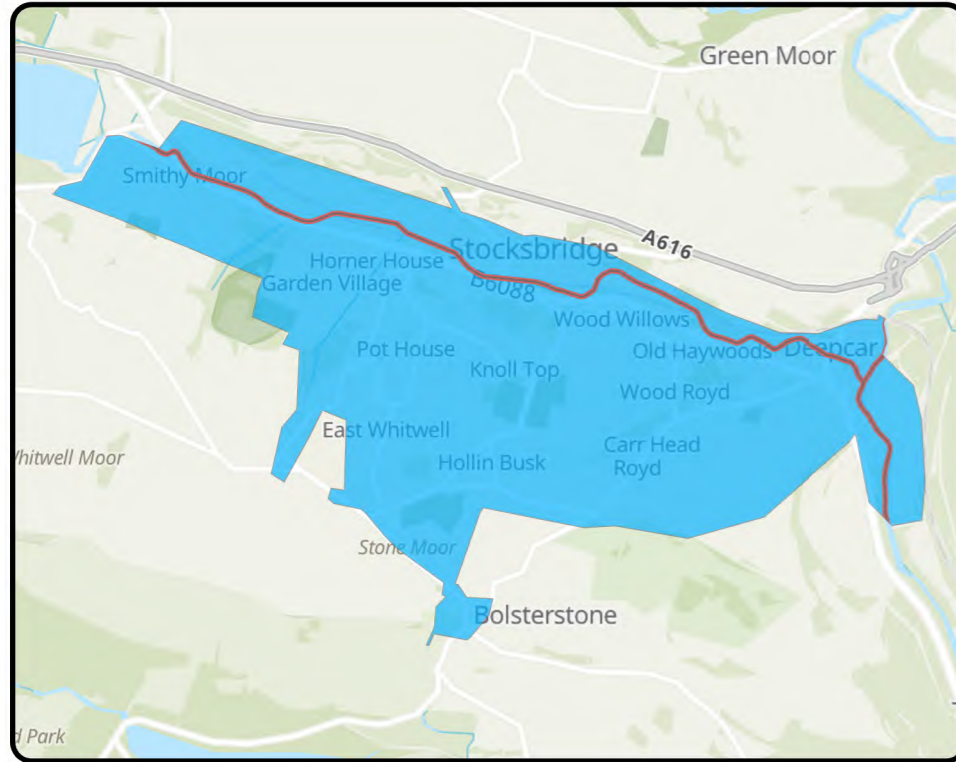 Green Moor
Smithy Moor
A616
Stocksbridge
Horner House
B6088
Garden Village
Wood Willows
Pot House
Old Haywoods
Deepcar
Knoll Top
Wood Royd
East Whitwell
Carr Head
Royd
Hollin Busk
Whitwell Moor
Stone Moor
Bolsterstone
d Park